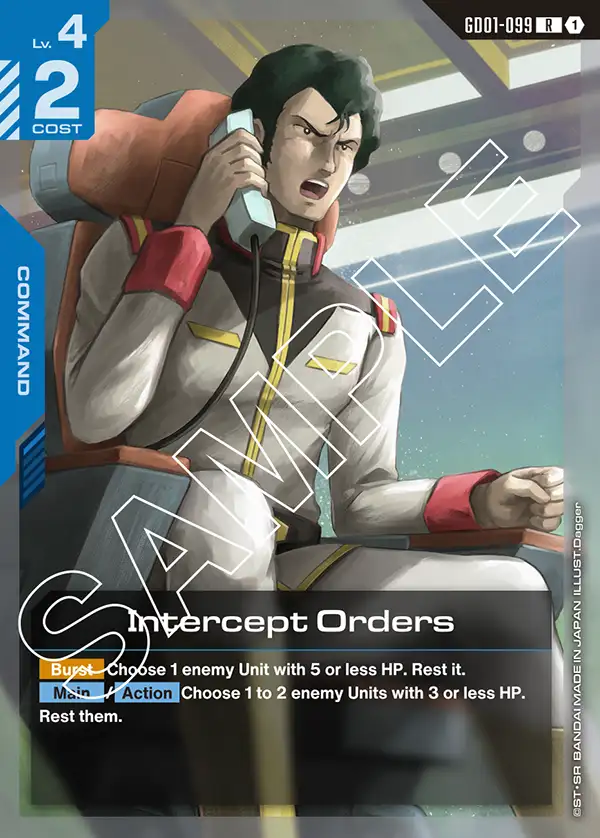 Lv. 4
2
COST
GD01-099 R 1
COMMAND
SAMPLE
Intercept Orders
Burst Choose 1 enemy Unit with 5 or less HP. Rest it.
Main / Action Choose 1 to 2 enemy Units with 3 or less HP.
Rest them.
©ST・SR BANDAI MADE IN JAPAN ILLUST.Dagger